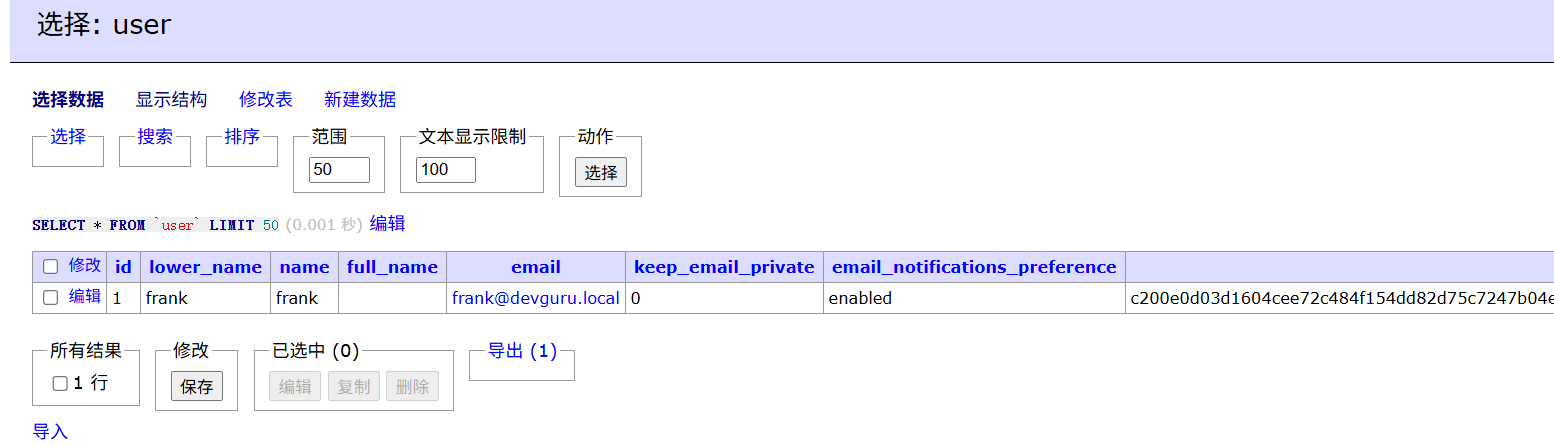 选择: user
选择数据 显示结构 修改表 新建数据
选择 搜索 排序 范围 文本显示限制 动作
50 100 选择
SELECT * FROM `user` LIMIT 50 (0.001 秒) 编辑
修改 id lower_name name full_name email keep_email_private email_notifications_preference
编辑 1 frank frank frank@devguru.local 0 enabled c200e0d03d1604cee72c484f154dd82d75c7247b04e
所有结果 修改 已选中 (0) 导出 (1)
1 行 保存 编辑 复制 删除
导入